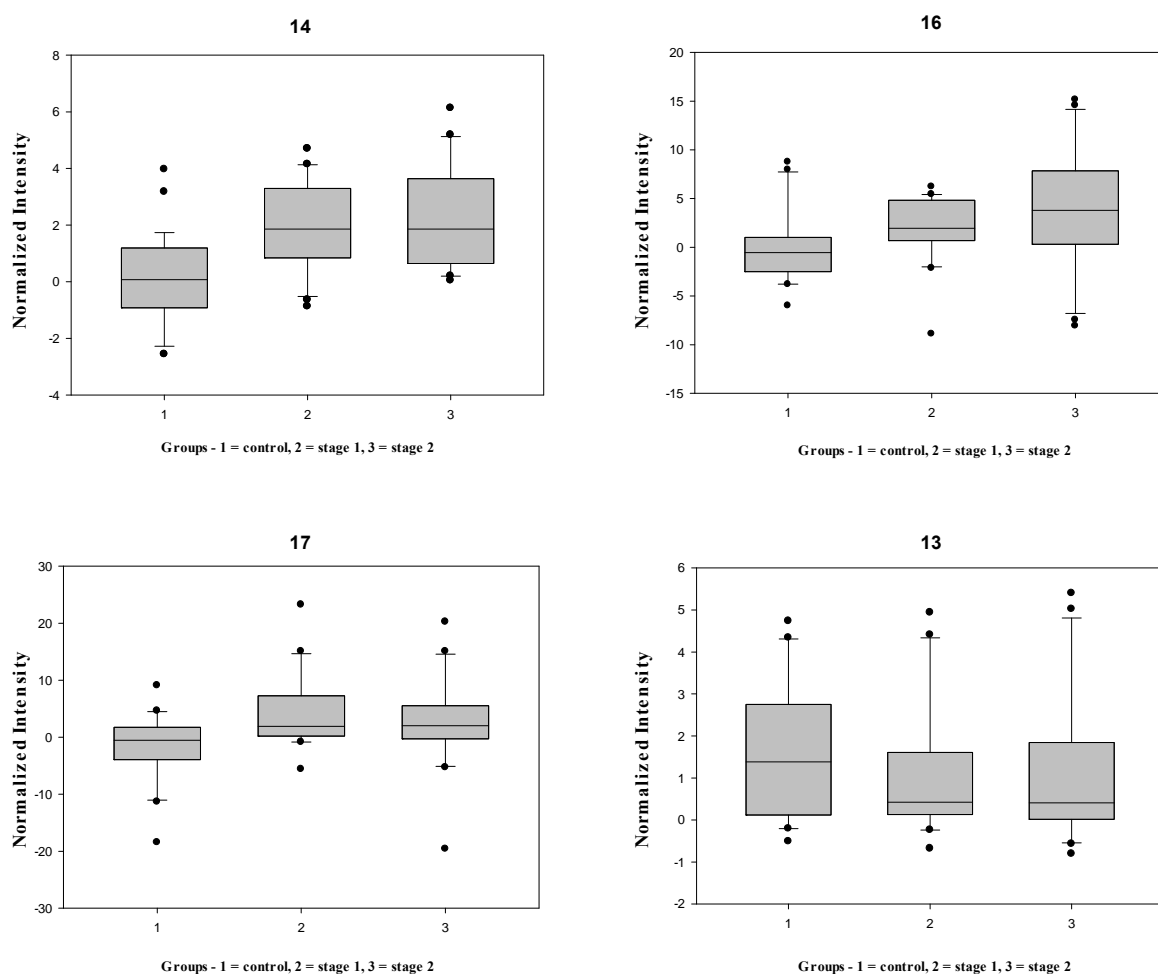 14
8
6
4
2
0
-2
-4
Normalized Intensity
1 2 3
Groups - 1 = control, 2 = stage 1, 3 = stage 2
16
20
15
10
5
0
-5
-10
-15
Normalized Intensity
1 2 3
Groups - 1 = control, 2 = stage 1, 3 = stage 2
17
30
20
10
0
-10
-20
-30
Normalized Intensity
1 2 3
Groups - 1 = control, 2 = stage 1, 3 = stage 2
13
6
5
4
3
2
1
0
-1
-2
Normalized Intensity
1 2 3
Groups - 1 = control, 2 = stage 1, 3 = stage 2